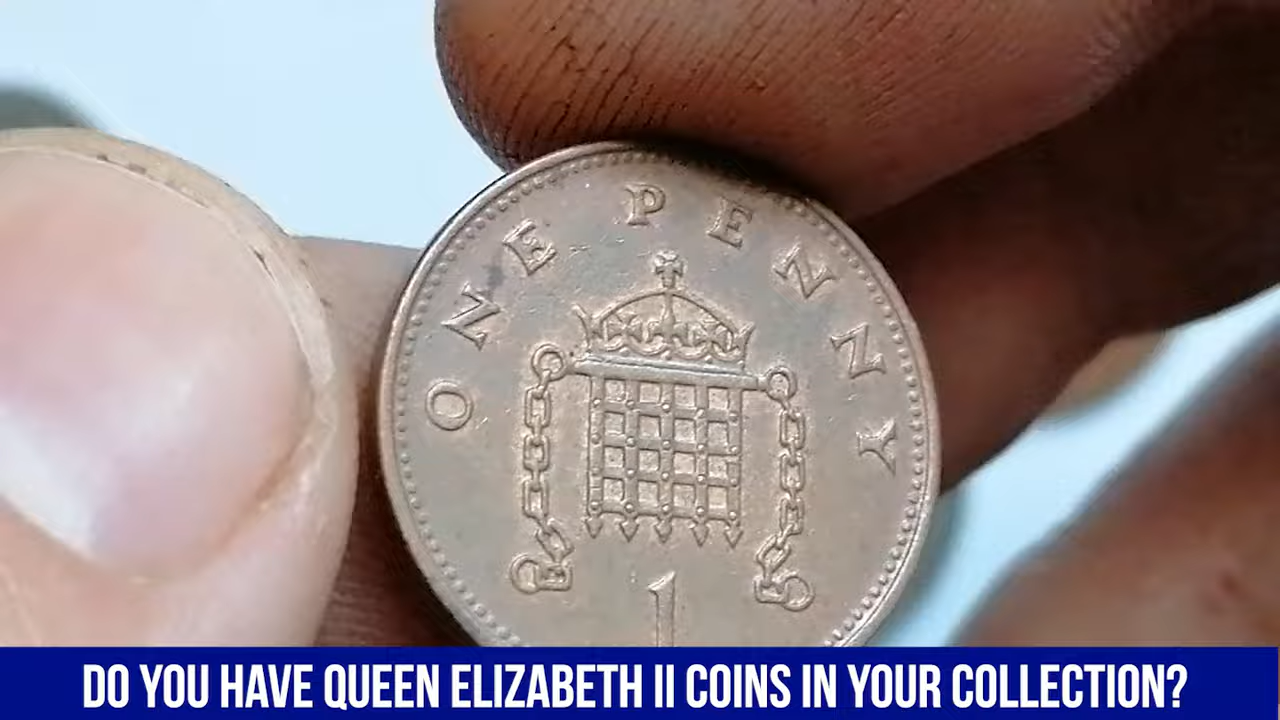 ONE PENNY
1
DO YOU HAVE QUEEN ELIZABETH II COINS IN YOUR COLLECTION?